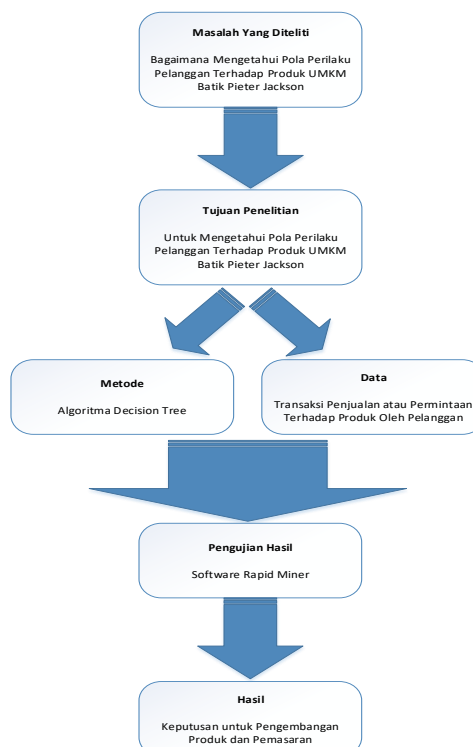 Masalah Yang Diteliti
Bagaimana Mengetahui Pola Perilaku
Pelanggan Terhadap Produk UMKM
Batik Pieter Jackson
Tujuan Penelitian
Untuk Mengetahui Pola Perilaku
Pelanggan Terhadap Produk UMKM
Batik Pieter Jackson
Metode
Algoritma Decision Tree
Data
Transaksi Penjualan atau Permintaan
Terhadap Produk Oleh Pelanggan
Pengujian Hasil
Software Rapid Miner
Hasil
Keputusan untuk Pengembangan
Produk dan Pemasaran